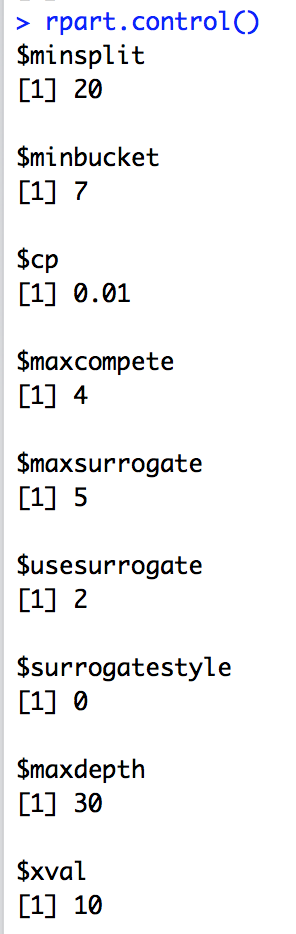 > rpart.control()
$minsplit
[1] 20
$minbucket
[1] 7
$cp
[1] 0.01
$maxcompete
[1] 4
$maxsurrogate
[1] 5
$usesurrogate
[1] 2
$surrogatestyle
[1] 0
$maxdepth
[1] 30
$xval
[1] 10